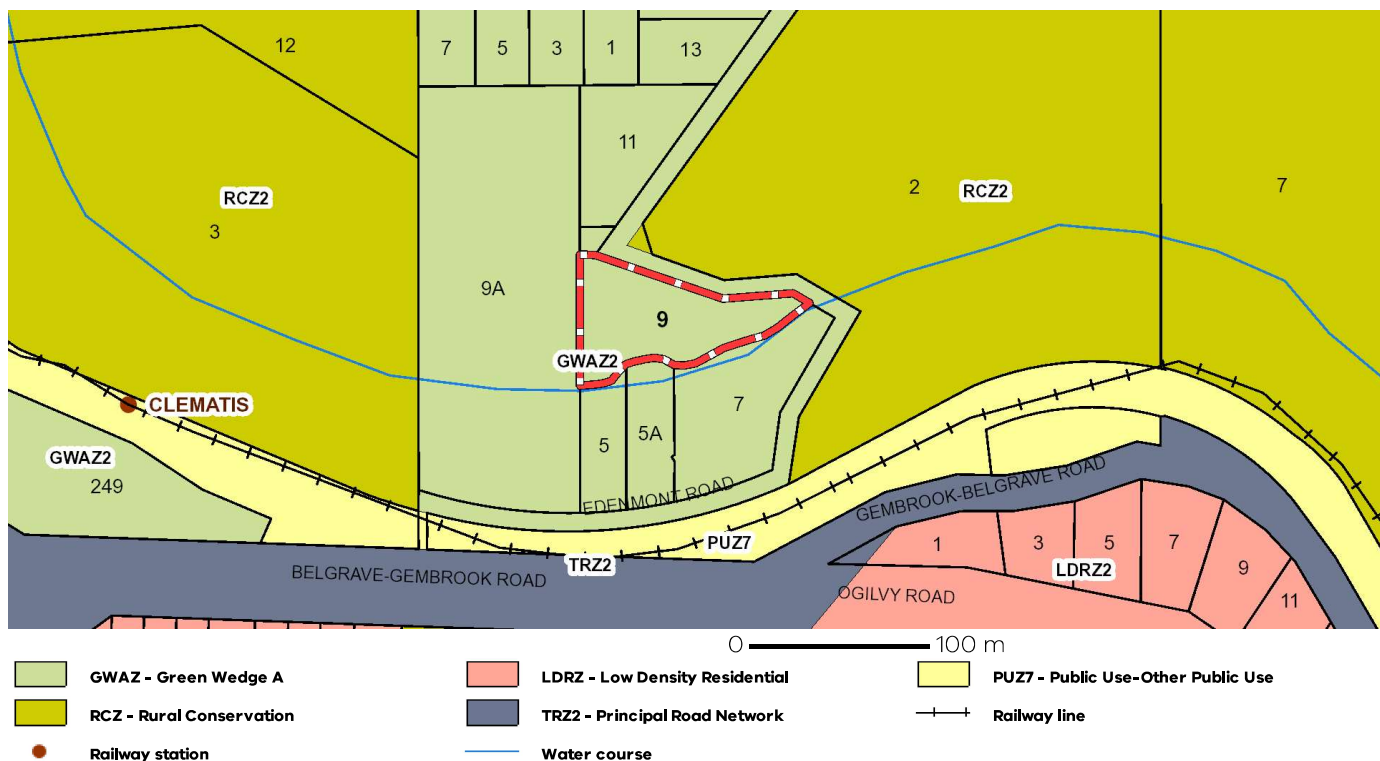 12
7
5
3
1
13
11
RCZ2
2
RCZ2
7
3
9A
9
GWAZ2
CLEMATIS
7
5A
5
GWAZ2
249
EDENMONT ROAD
GEMBROOK-BELGRAVE ROAD
PUZ7
TRZ2
BELGRAVE-GEMBROOK ROAD
1
3
5
7
LDRZ2
9
OGILVY ROAD
11
0 100 m
GWAZ - Green Wedge A
LDRZ - Low Density Residential
PUZ7 - Public Use-Other Public Use
RCZ - Rural Conservation
TRZ2 - Principal Road Network
Railway line
Railway station
Water course